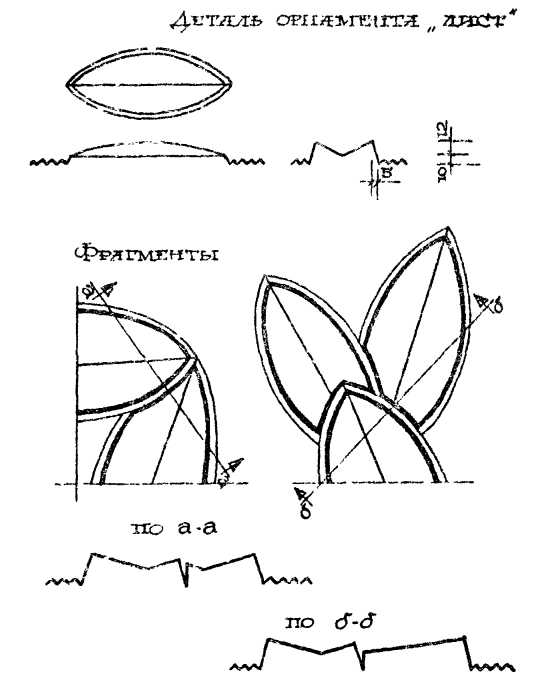 Деталь орнамента „лист“
12
10
5
Фрагменты
а
а
б
б
по а-а
по б-б